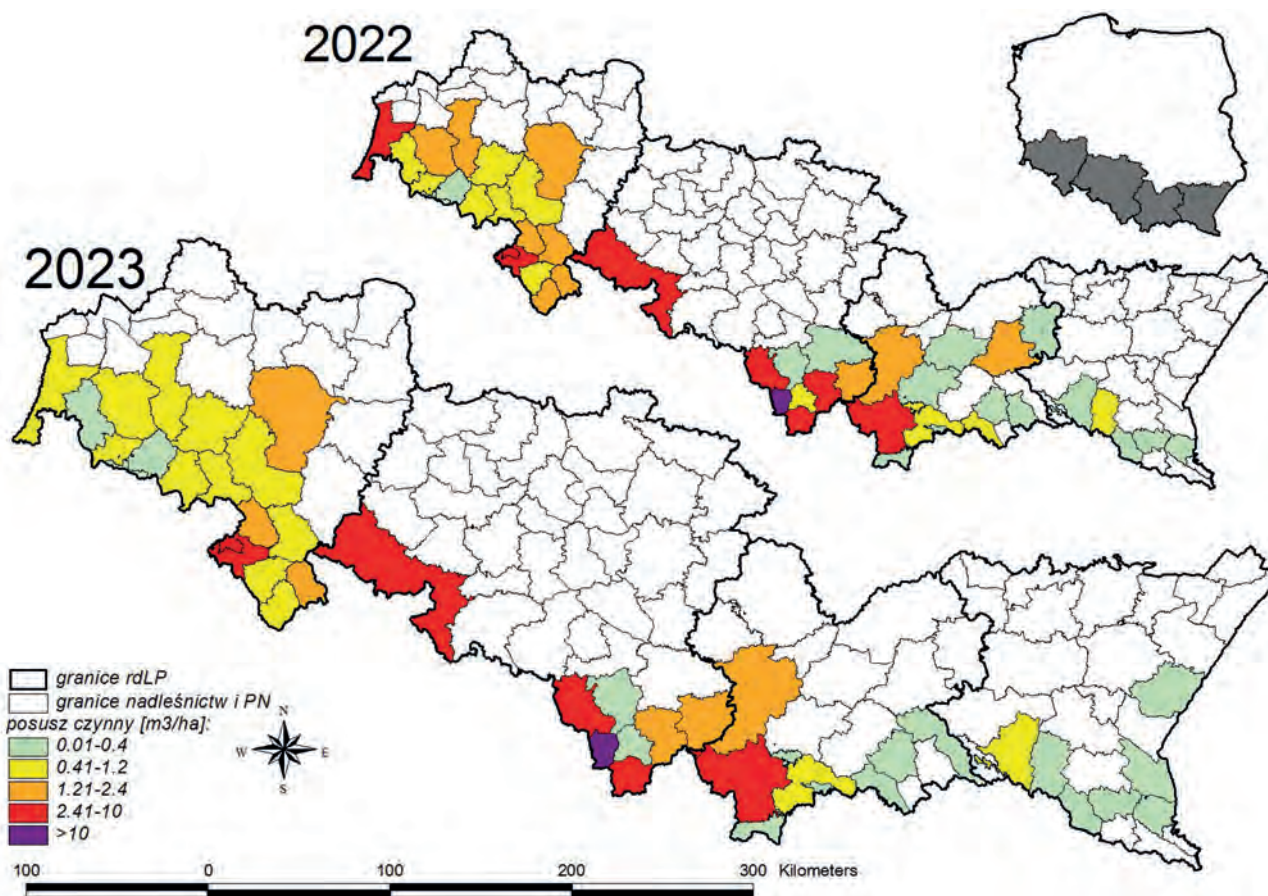 2022
2023
granice rdLP
granice nadleśnictw i PN
posusz czynny [m3/ha]:
0.01-0.4
0.41-1.2
1.21-2.4
2.41-10
>10
N
W
E
S
100 0 100 200 300 Kilometers